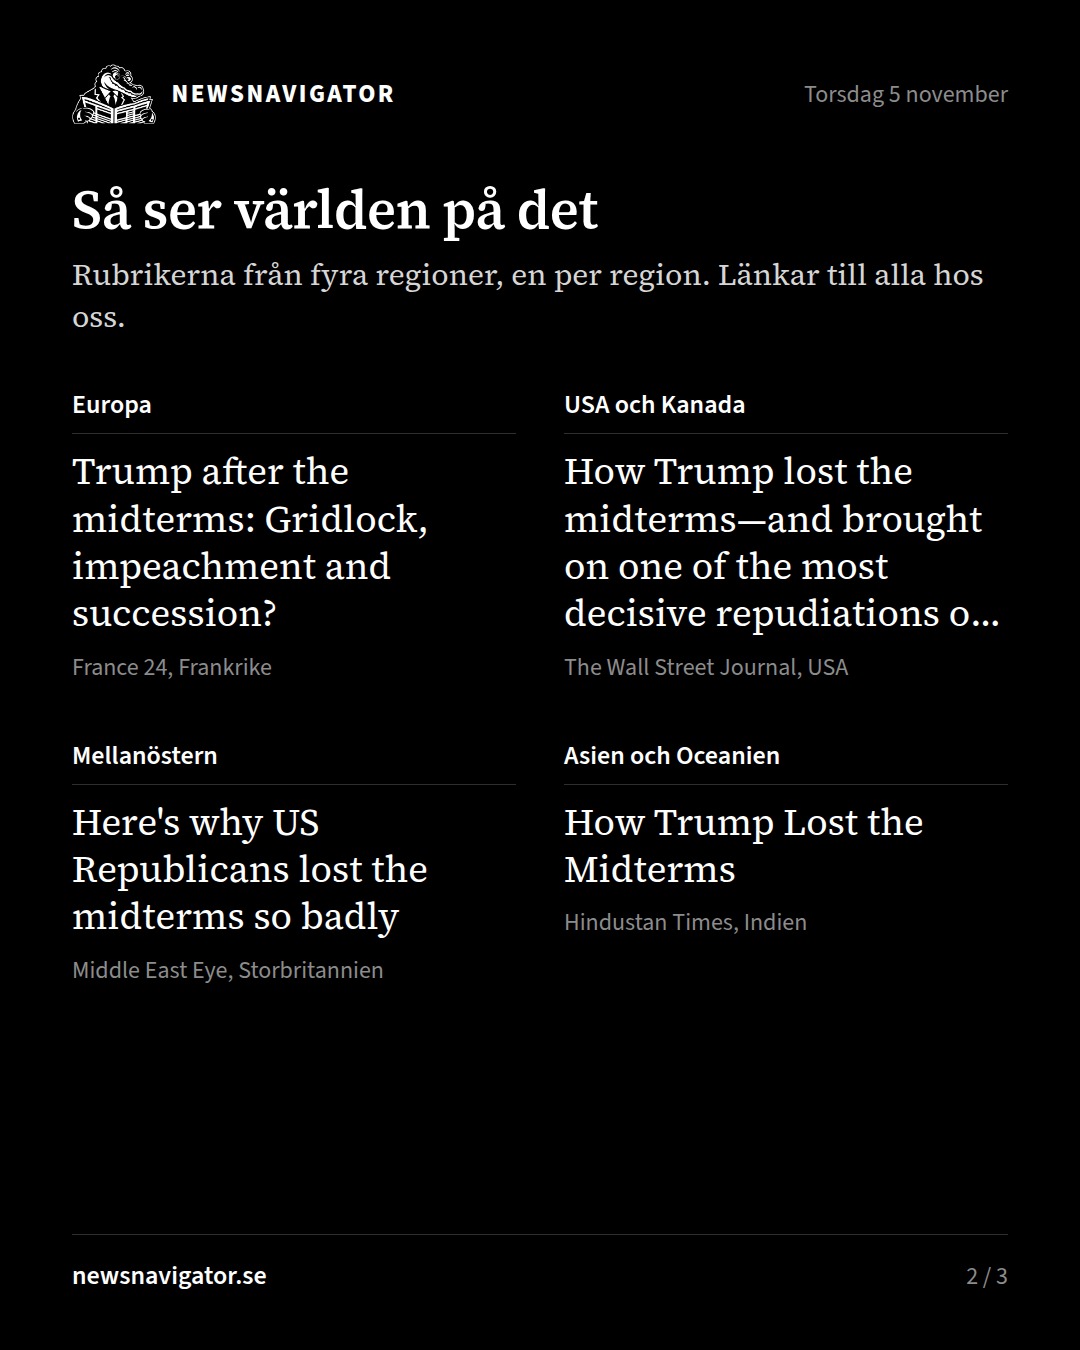 NEWSNAVIGATOR
Torsdag 5 november
Så ser världen på det
Rubrikerna från fyra regioner, en per region. Länkar till alla hos
oss.
Europa
Trump after the
midterms: Gridlock,
impeachment and
succession?
France 24, Frankrike
USA och Kanada
How Trump lost the
midterms—and brought
on one of the most
decisive repudiations o...
The Wall Street Journal, USA
Mellanöstern
Here's why US
Republicans lost the
midterms so badly
Middle East Eye, Storbritannien
Asien och Oceanien
How Trump Lost the
Midterms
Hindustan Times, Indien
newsnavigator.se
2 / 3